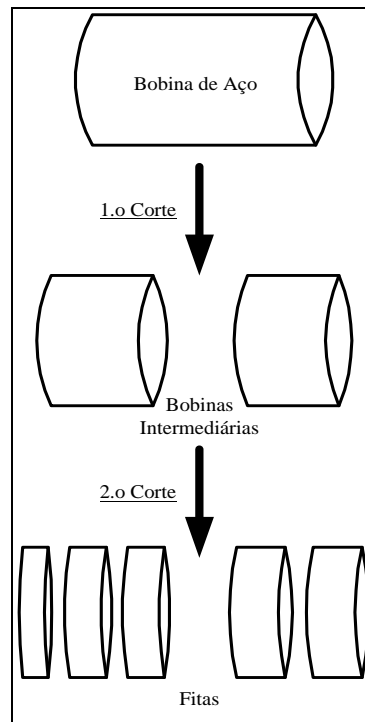 Bobina de Aço
1.o Corte
Bobinas
Intermediárias
2.o Corte
Fitas